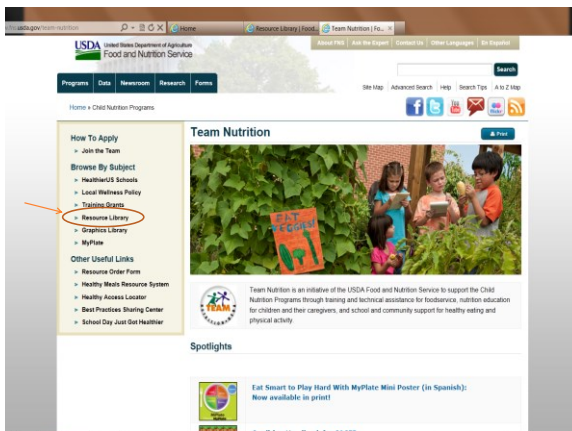 usda.gov/team-nutrition
Home
Resource Library | Food...
Team Nutrition | Fo...
USDA United States Department of Agriculture
Food and Nutrition Service
About FNS Ask the Expert Contact Us Other Languages En Español
Search
Programs Data Newsroom Research Forms
Site Map Advanced Search Help Search Tips A to Z Map
Home » Child Nutrition Programs
How To Apply
Join the Team
Browse By Subject
HealthierUS Schools
Local Wellness Policy
Training Grants
Resource Library
Graphics Library
MyPlate
Other Useful Links
Resource Order Form
Healthy Meals Resource System
Healthy Access Locator
Best Practices Sharing Center
School Day Just Got Healthier
Team Nutrition
Print
EAT
VEGGIES!
TEAM
Team Nutrition is an initiative of the USDA Food and Nutrition Service to support the Child
Nutrition Programs through training and technical assistance for foodservice, nutrition education
for children and their caregivers, and school and community support for healthy eating and
physical activity.
Spotlights
Eat Smart to Play Hard With MyPlate Mini Poster (in Spanish):
Now available in print!